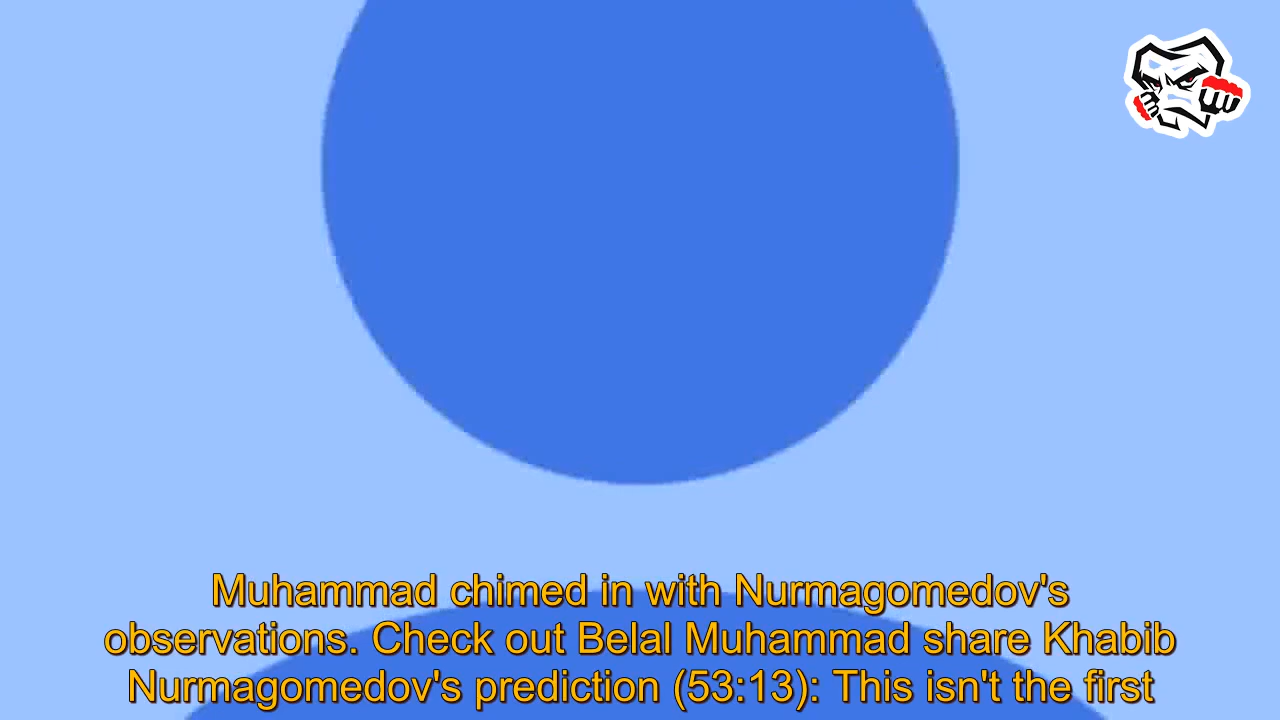 Muhammad chimed in with Nurmagomedov's
observations. Check out Belal Muhammad share Khabib
Nurmagomedov's prediction (53:13): This isn't the first